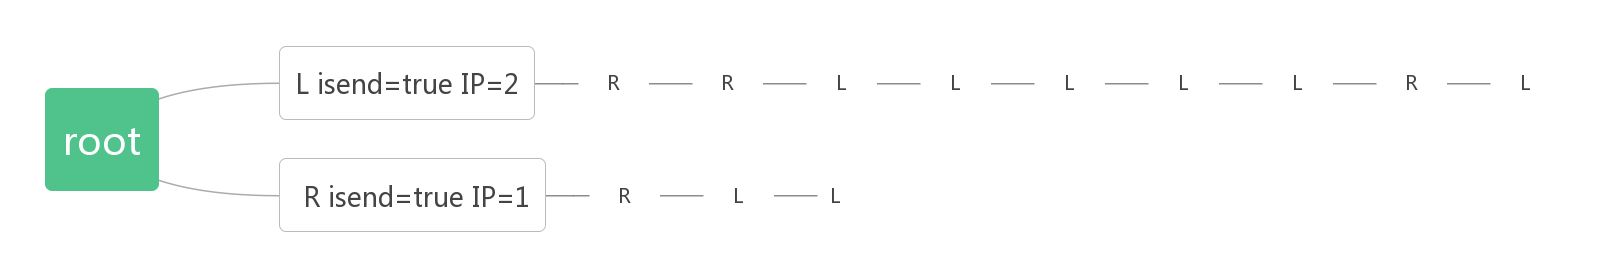 root
L isend=true IP=2 R R L L L L L R L
R isend=true IP=1 R L L